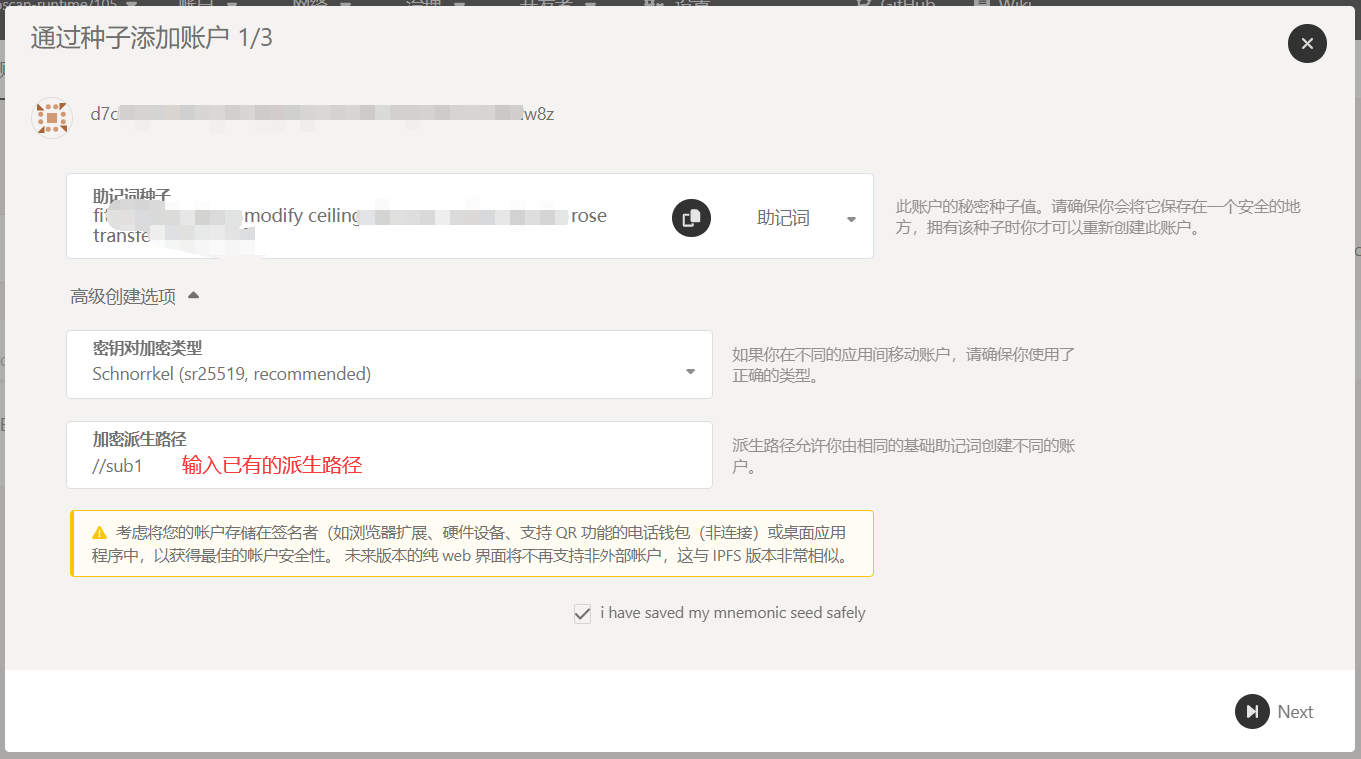 通过种子添加账户 1/3
w8z
助记词种子
modify ceiling rose
助记词
此账户的秘密种子值。请确保你会将它保存在一个安全的地
方，拥有该种子时你才可以重新创建此账户。
高级创建选项
密钥对加密类型
Schnorrkel (sr25519, recommended)
如果你在不同的应用间移动账户，请确保你使用了
正确的类型。
加密派生路径
//sub1 输入已有的派生路径
派生路径允许你由相同的基础助记词创建不同的账
户。
考虑将您的帐户存储在签名者（如浏览器扩展、硬件设备、支持 QR 功能的电话钱包（非连接）或桌面应用
程序中，以获得最佳的帐户安全性。 未来版本的纯 web 界面将不再支持非外部帐户，这与 IPFS 版本非常相似。
i have saved my mnemonic seed safely
Next